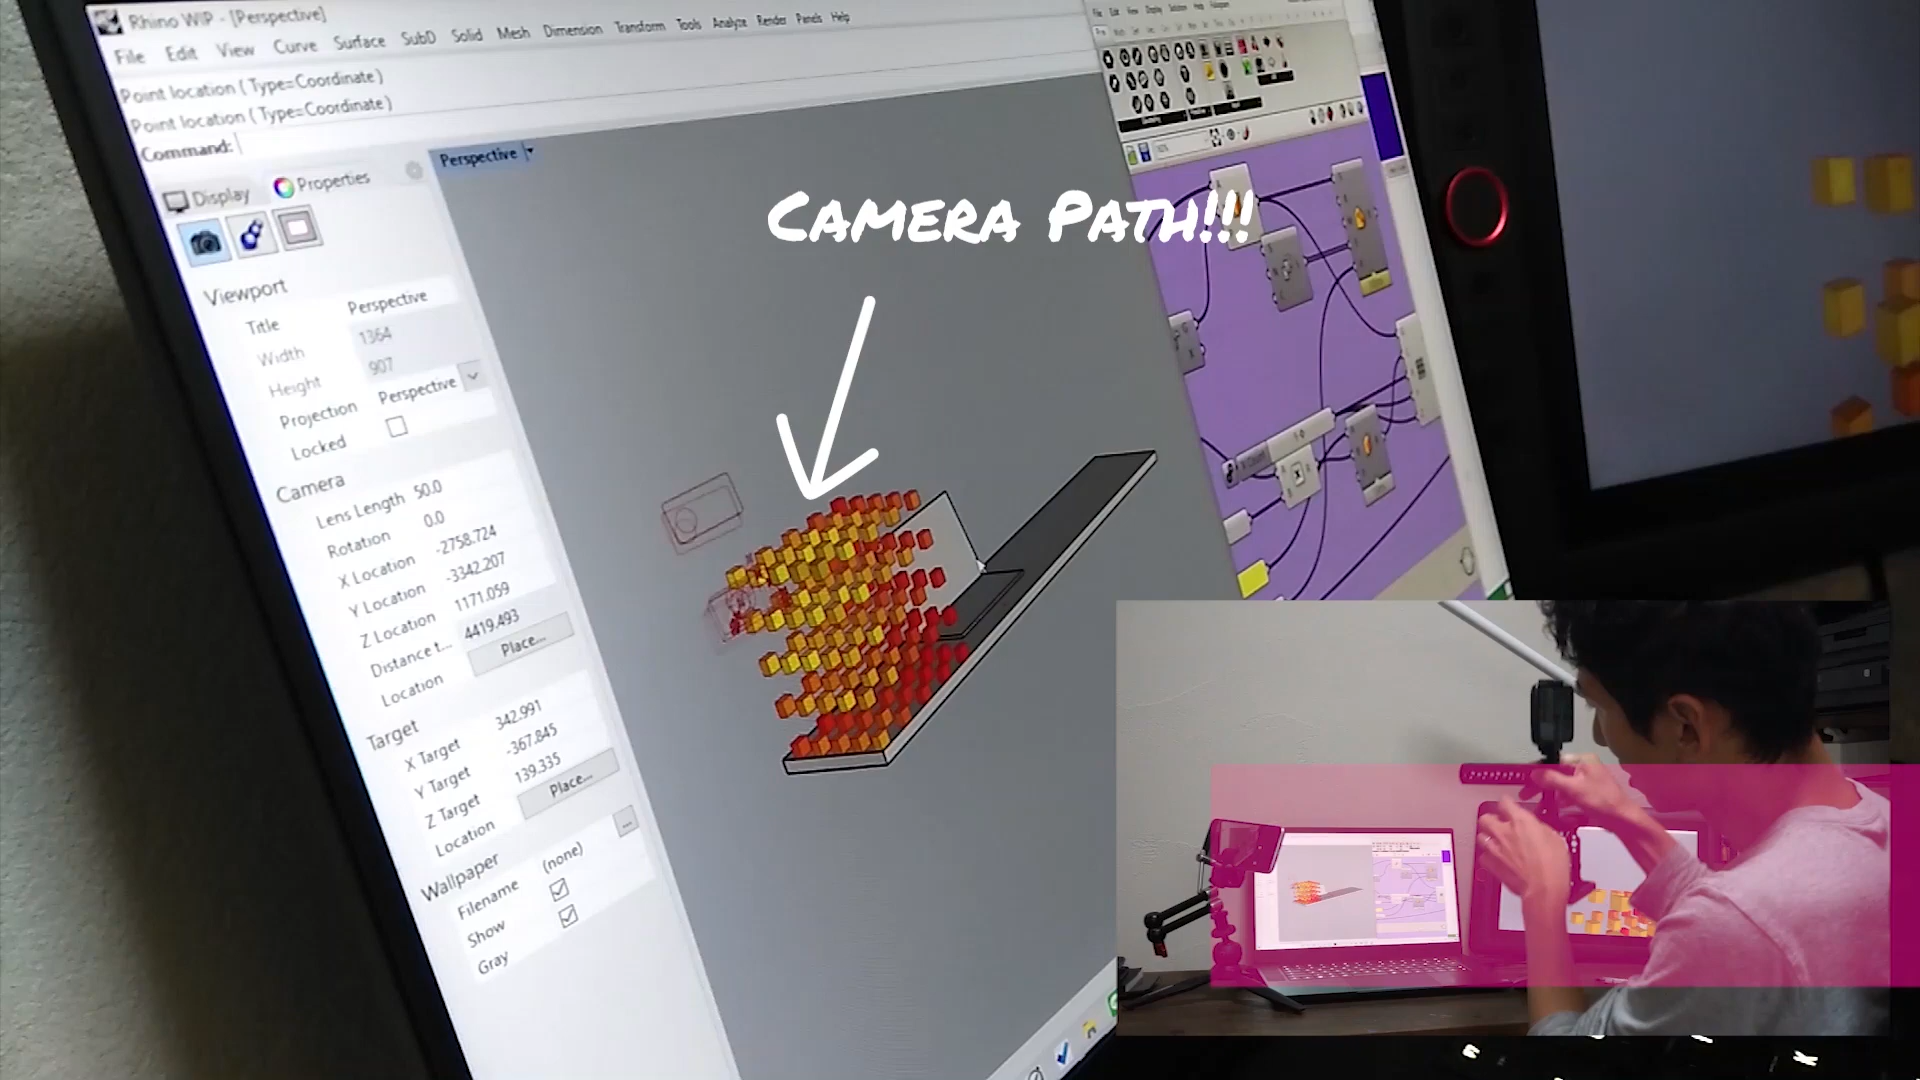 Rhino WIP - [Perspective]
File Edit View Curve Surface SubD Solid Mesh Dimension Transform Tools Analyze Render Panels Help
Point location ( Type=Coordinate )
Point location ( Type=Coordinate )
Command:
Display Properties
Perspective
Camera Path!!!
Viewport
Title Perspective
Width 1364
Height 907
Projection Perspective
Locked
Camera
Lens Length 50.0
Rotation 0.0
X Location -2758.724
Y Location -3342.207
Z Location 1171.059
Distance t... 4419.493
Location Place...
Target
X Target 342.991
Y Target -367.845
Z Target 139.335
Location Place...
Wallpaper
Filename (none)
Show
Gray